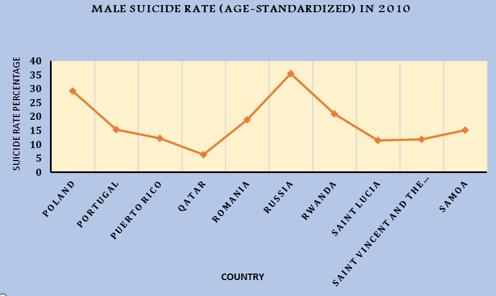 MALE SUICIDE RATE (AGE-STANDARDIZED) IN 2010
SUICIDE RATE PERCENTAGE
40
35
30
25
20
15
10
5
0
POLAND
PORTUGAL
PUERTO RICO
QATAR
ROMANIA
RUSSIA
RWANDA
SAINT LUCIA
SAINT VINCENT AND THE...
SAMOA
COUNTRY